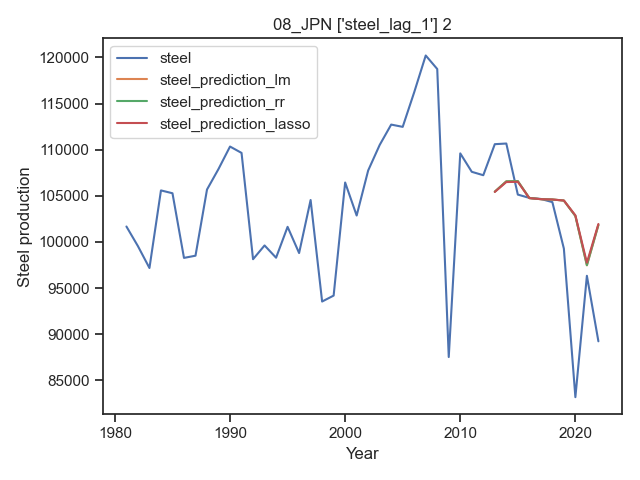 08_JPN ['steel_lag_1'] 2
steel
steel_prediction_lm
steel_prediction_rr
steel_prediction_lasso
Steel production
120000
115000
110000
105000
100000
95000
90000
85000
1980
1990
2000
2010
2020
Year